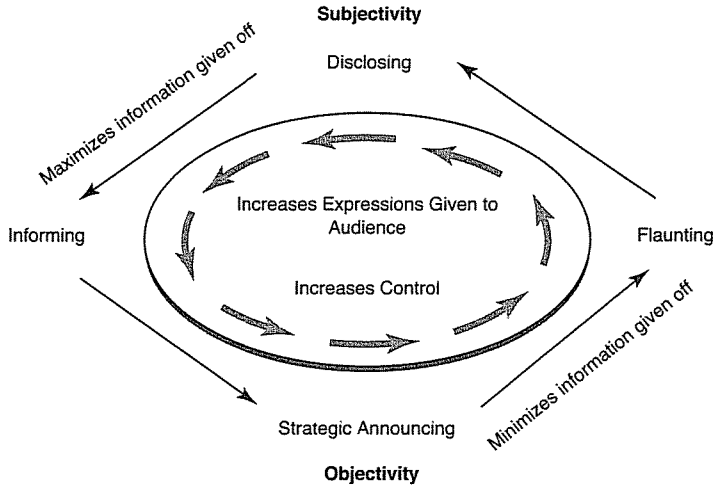 Subjectivity
Disclosing
Maximizes information given off
Increases Expressions Given to
Audience
Informing
Flaunting
Increases Control
Strategic Announcing
Minimizes information given off
Objectivity